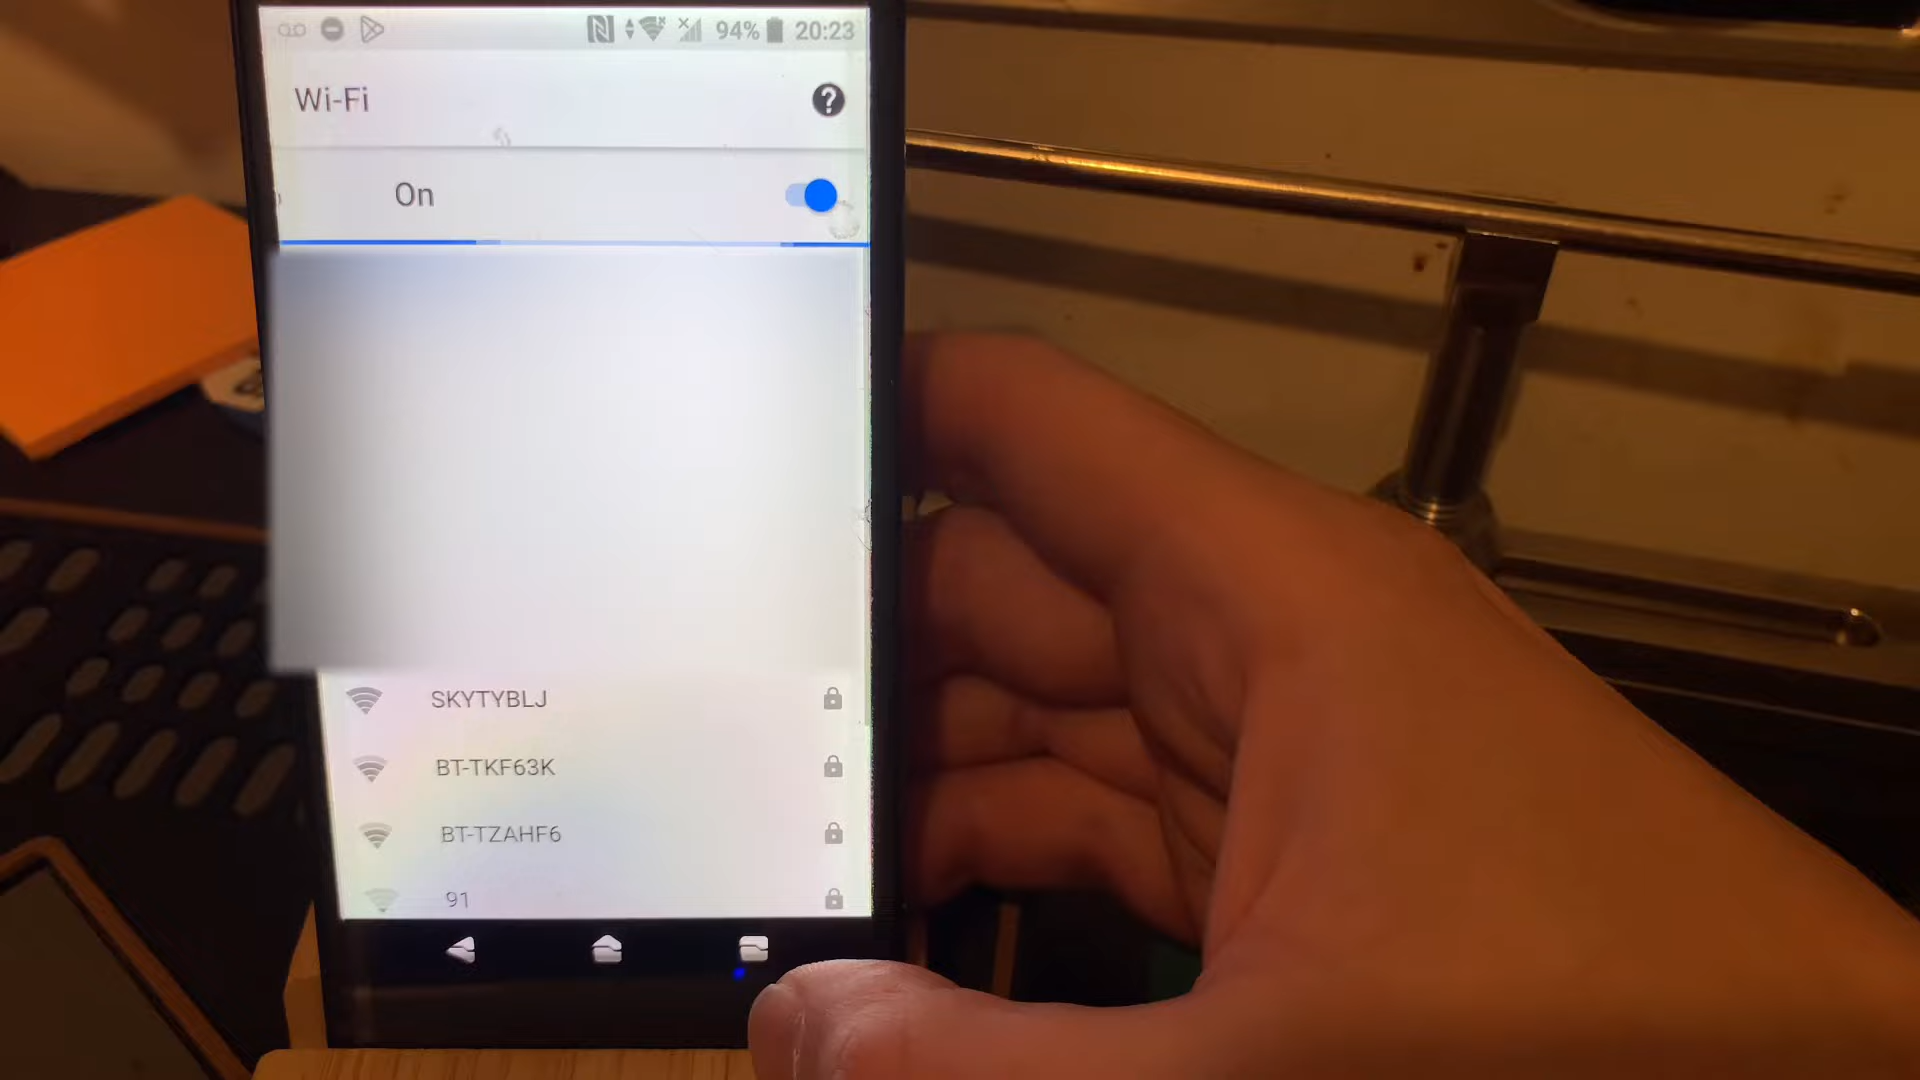 94% 20:23
Wi-Fi
On
SKYTYBLJ
BT-TKF63K
BT-TZAHF6
91